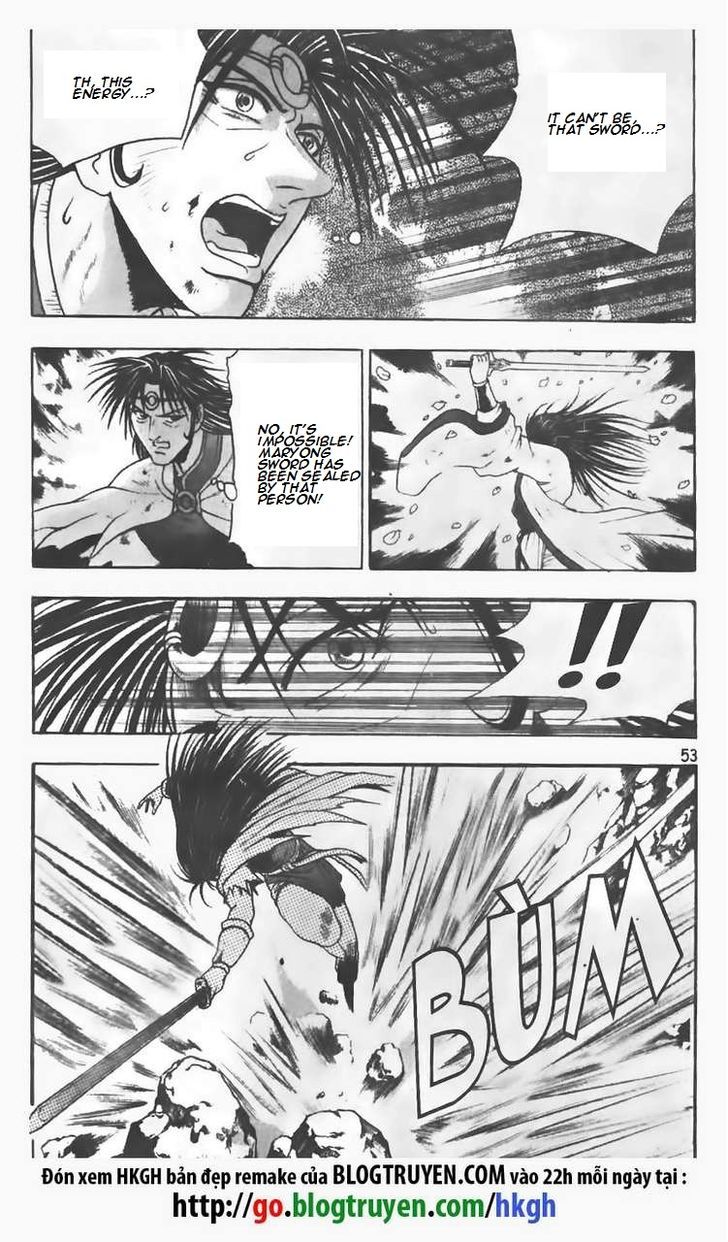 TH, THIS
ENERGY...?
IT CAN'T BE,
THAT SWORD...?
NO, IT'S
IMPOSSIBLE!
MARYONG
SWORD HAS
BEEN SEALED
BY THAT
PERSON!
!!
53
BÙM
Đón xem HKGH bản đẹp remake của BLOGTRUYEN.COM vào 22h mỗi ngày tại :
http://go.blogtruyen.com/hkgh